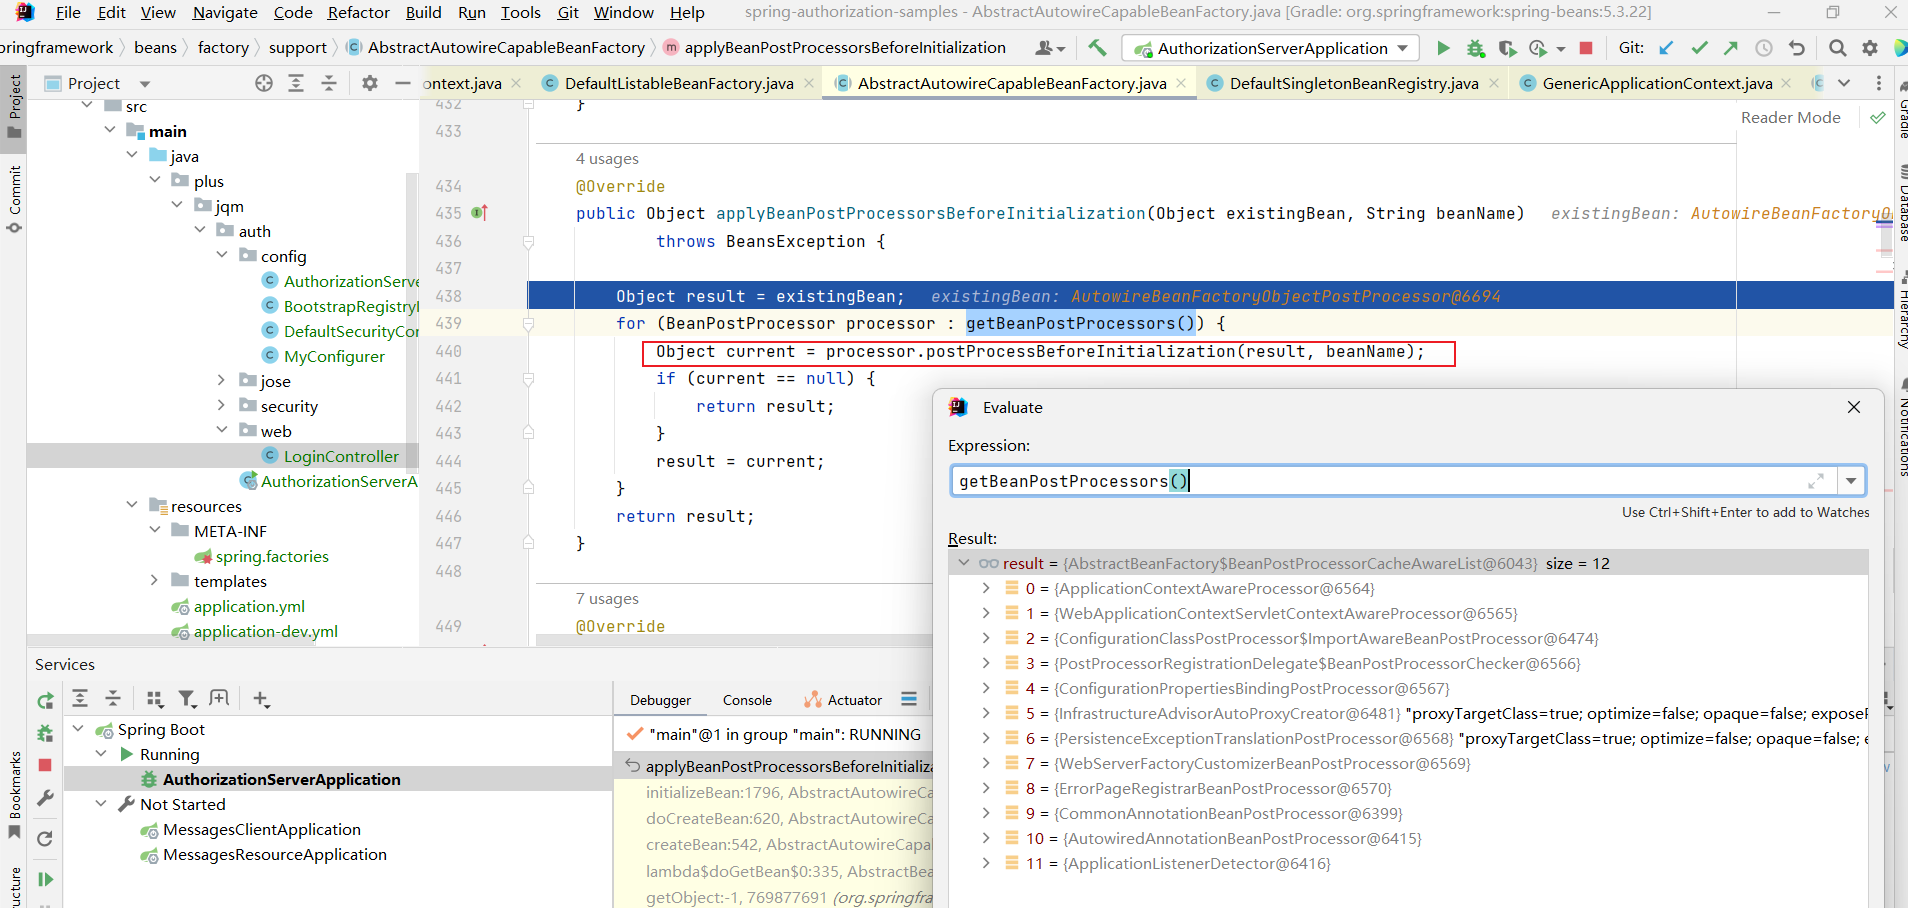 File Edit View Navigate Code Refactor Build Run Tools Git Window Help spring-authorization-samples - AbstractAutowireCapableBeanFactory.java [Gradle: org.springframework:spring-beans:5.3.22]
pringframework beans factory support AbstractAutowireCapableBeanFactory applyBeanPostProcessorsBeforeInitialization AuthorizationServerApplication Git:
Project ontext.java DefaultListableBeanFactory.java AbstractAutowireCapableBeanFactory.java DefaultSingletonBeanRegistry.java GenericApplicationContext.java
Project
Commit
Bookmarks
ructure
Gradle
Database
Hierarchy
Notifications
src
main
java
plus
jqm
auth
config
AuthorizationServe
BootstrapRegistryI
DefaultSecurityCor
MyConfigurer
jose
security
web
LoginController
AuthorizationServerA
resources
META-INF
spring.factories
templates
application.yml
application-dev.yml
Reader Mode
432 }
433
4 usages
434 @Override
435 public Object applyBeanPostProcessorsBeforeInitialization(Object existingBean, String beanName) existingBean: AutowireBeanFactoryO
436 throws BeansException {
437
438 Object result = existingBean; existingBean: AutowireBeanFactoryObjectPostProcessor@6694
439 for (BeanPostProcessor processor : getBeanPostProcessors()) {
440 Object current = processor.postProcessBeforeInitialization(result, beanName);
441 if (current == null) {
442 return result;
443 }
444 result = current;
445 }
446 return result;
447 }
448
7 usages
449 @Override
Evaluate
Expression:
getBeanPostProcessors()
Use Ctrl+Shift+Enter to add to Watches
Result:
result = {AbstractBeanFactory$BeanPostProcessorCacheAwareList@6043} size = 12
0 = {ApplicationContextAwareProcessor@6564}
1 = {WebApplicationContextServletContextAwareProcessor@6565}
2 = {ConfigurationClassPostProcessor$ImportAwareBeanPostProcessor@6474}
3 = {PostProcessorRegistrationDelegate$BeanPostProcessorChecker@6566}
4 = {ConfigurationPropertiesBindingPostProcessor@6567}
5 = {InfrastructureAdvisorAutoProxyCreator@6481} "proxyTargetClass=true; optimize=false; opaque=false; exposeP
6 = {PersistenceExceptionTranslationPostProcessor@6568} "proxyTargetClass=true; optimize=false; opaque=false; e
7 = {WebServerFactoryCustomizerBeanPostProcessor@6569}
8 = {ErrorPageRegistrarBeanPostProcessor@6570}
9 = {CommonAnnotationBeanPostProcessor@6399}
10 = {AutowiredAnnotationBeanPostProcessor@6415}
11 = {ApplicationListenerDetector@6416}
Services
Spring Boot
Running
AuthorizationServerApplication
Not Started
MessagesClientApplication
MessagesResourceApplication
Debugger Console Actuator
"main"@1 in group "main": RUNNING
applyBeanPostProcessorsBeforeInitializa
initializeBean:1796, AbstractAutowireCa
doCreateBean:620, AbstractAutowireCa
createBean:542, AbstractAutowireCapab
lambda$doGetBean$0:335, AbstractBea
getObject:-1, 769877691 (org.springfra